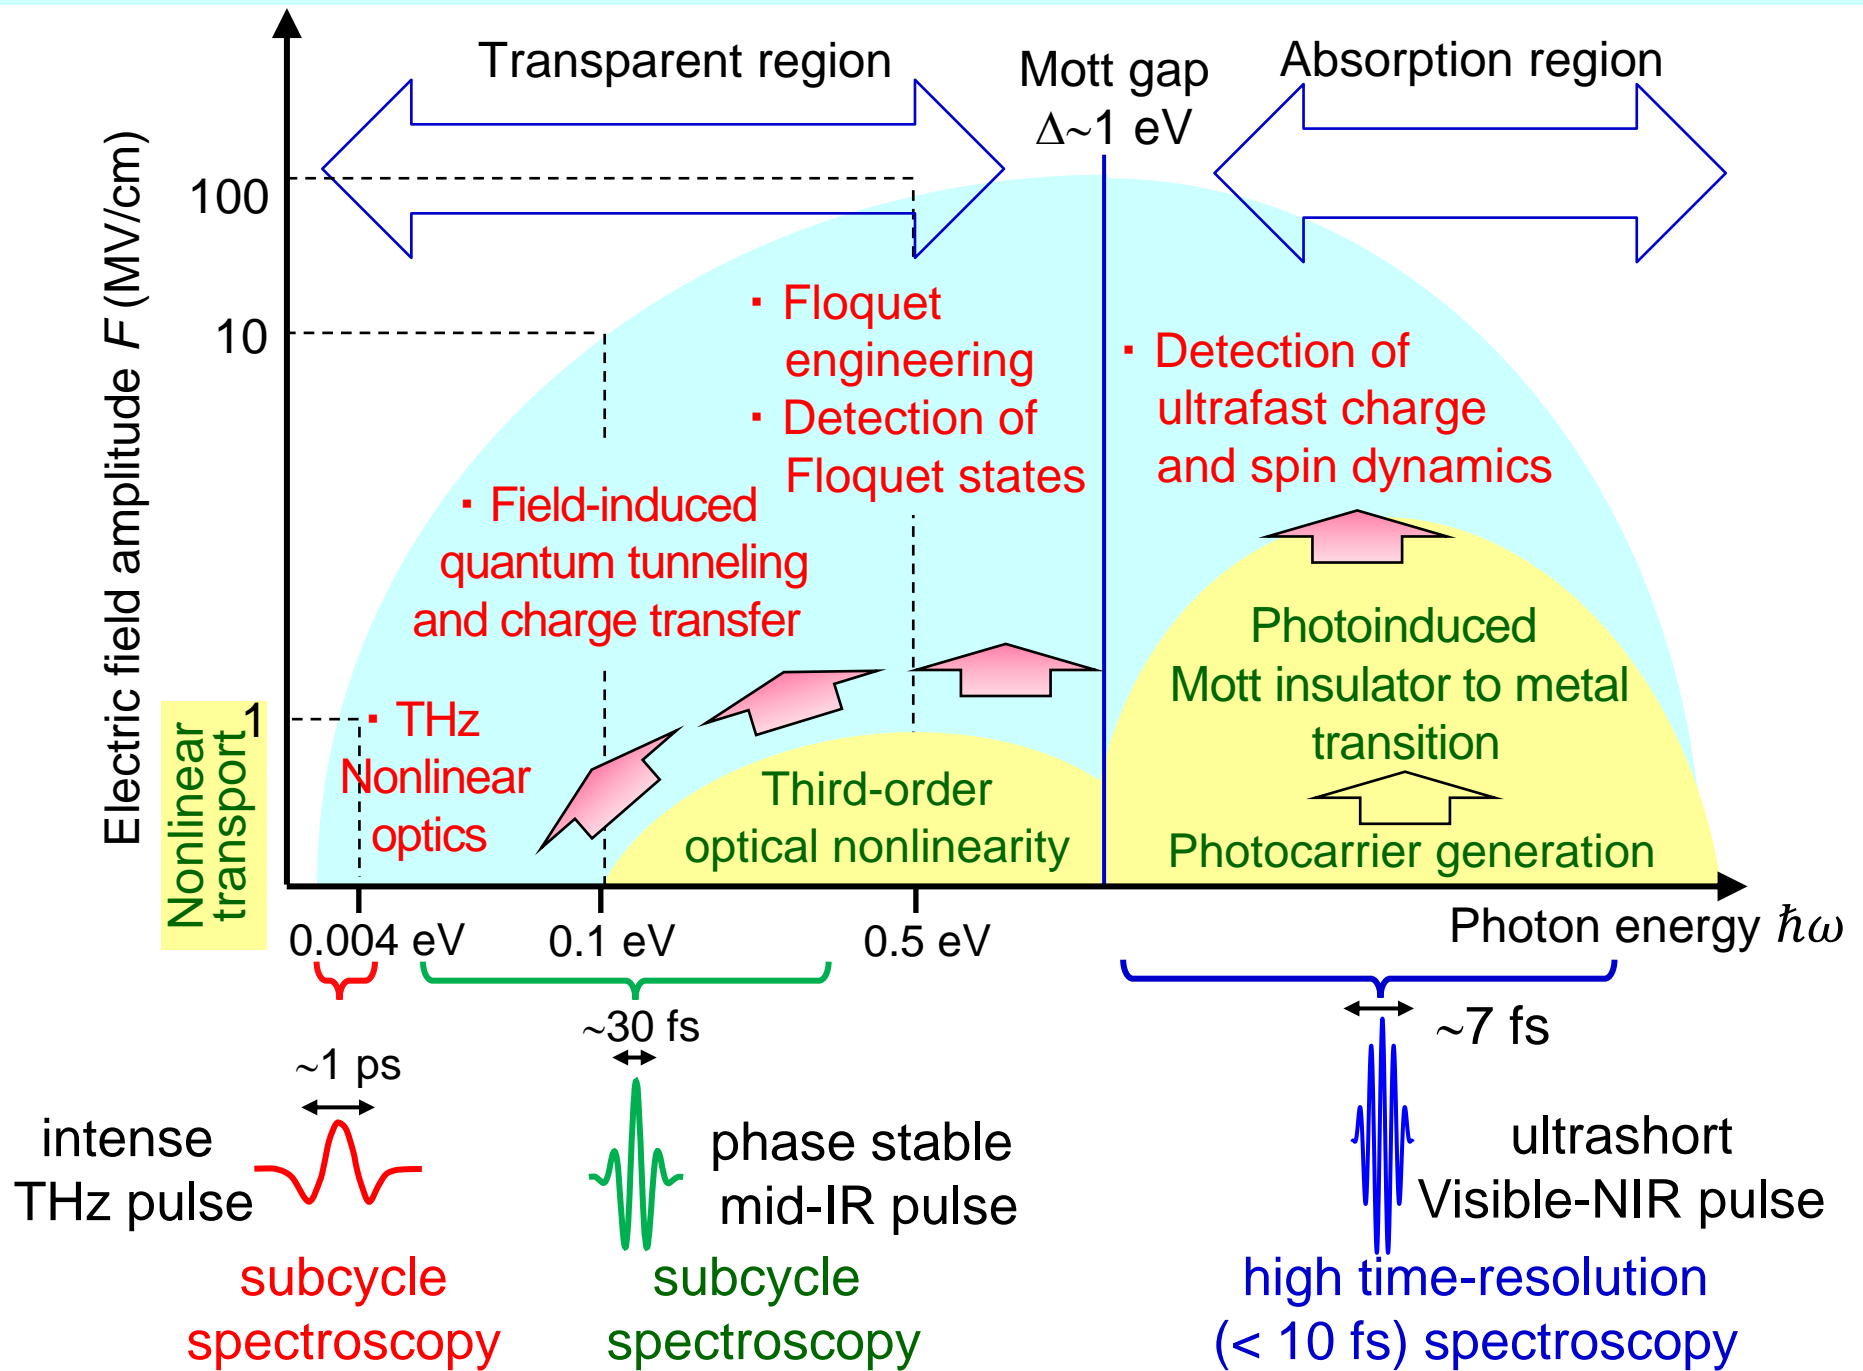 Transparent region
Mott gap
Δ~1 eV
Absorption region
Electric field amplitude F (MV/cm)
100
10
1
Nonlinear
transport
▪ Floquet
engineering
▪ Detection of
Floquet states
▪ Detection of
ultrafast charge
and spin dynamics
▪ Field-induced
quantum tunneling
and charge transfer
▪ THz
Nonlinear
optics
Third-order
optical nonlinearity
Photoinduced
Mott insulator to metal
transition
Photocarrier generation
0.004 eV
0.1 eV
0.5 eV
Photon energy ℏω
~1 ps
~30 fs
~7 fs
intense
THz pulse
phase stable
mid-IR pulse
ultrashort
Visible-NIR pulse
subcycle
spectroscopy
subcycle
spectroscopy
high time-resolution
(< 10 fs) spectroscopy